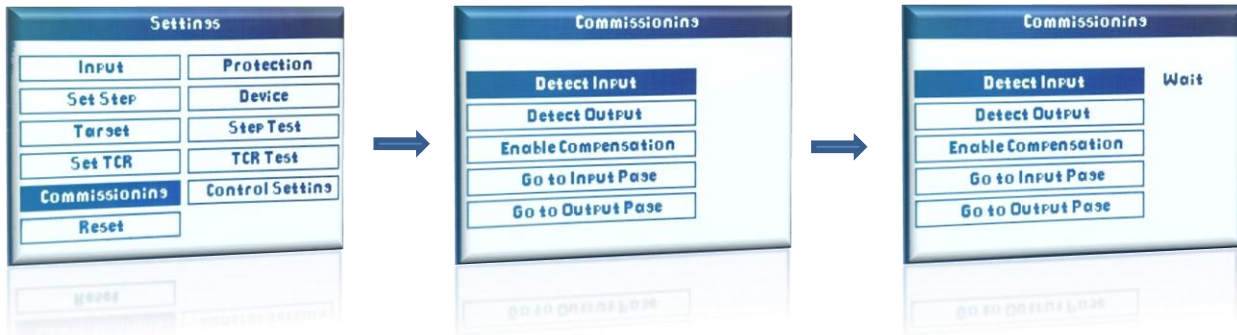 Settings
Input
Protection
Set Step
Device
Target
Step Test
Set TCR
TCR Test
Commissioning
Control Setting
Reset
Commissioning
Detect Input
Detect Output
Enable Compensation
Go to Input Page
Go to Output Page
Commissioning
Detect Input
Wait
Detect Output
Enable Compensation
Go to Input Page
Go to Output Page